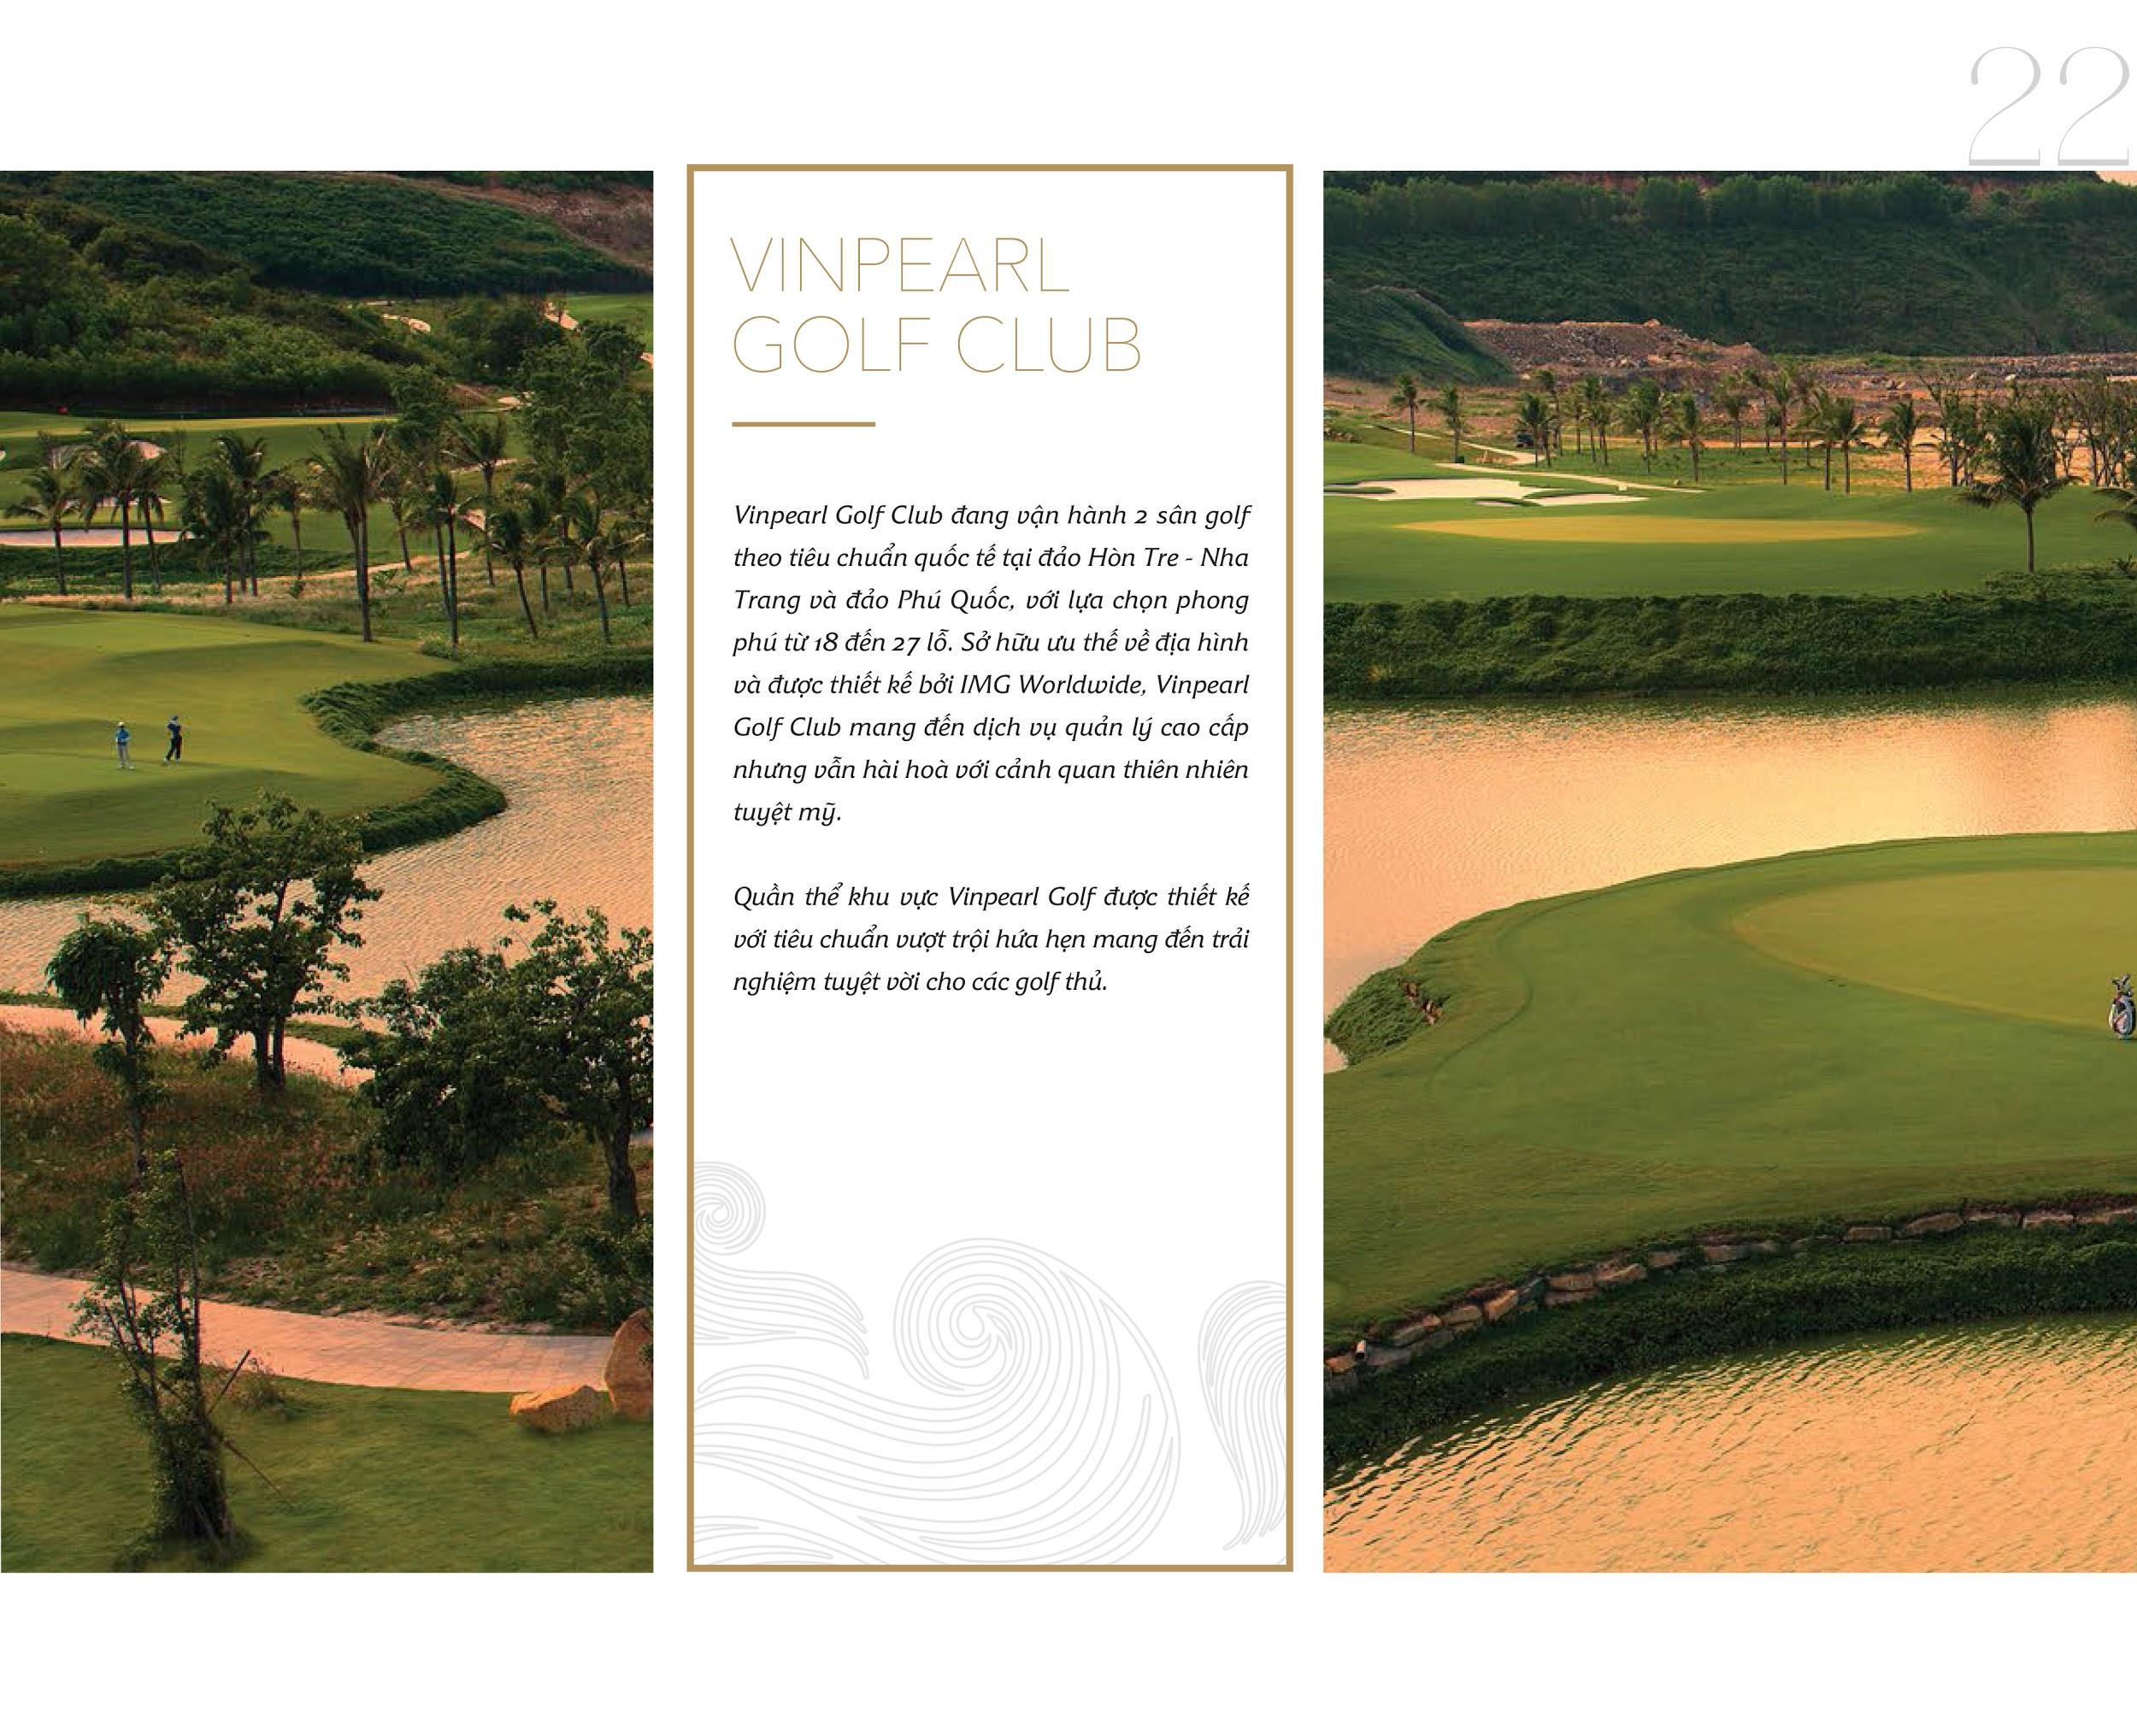 22
VINPEARL
GOLF CLUB
Vinpearl Golf Club đang vận hành 2 sân golf
theo tiêu chuẩn quốc tế tại đảo Hòn Tre - Nha
Trang và đảo Phú Quốc, với lựa chọn phong
phú từ 18 đến 27 lỗ. Sở hữu ưu thế về địa hình
và được thiết kế bởi IMG Worldwide, Vinpearl
Golf Club mang đến dịch vụ quản lý cao cấp
nhưng vẫn hài hoà với cảnh quan thiên nhiên
tuyệt mỹ.
Quần thể khu vực Vinpearl Golf được thiết kế
với tiêu chuẩn vượt trội hứa hẹn mang đến trải
nghiệm tuyệt vời cho các golf thủ.